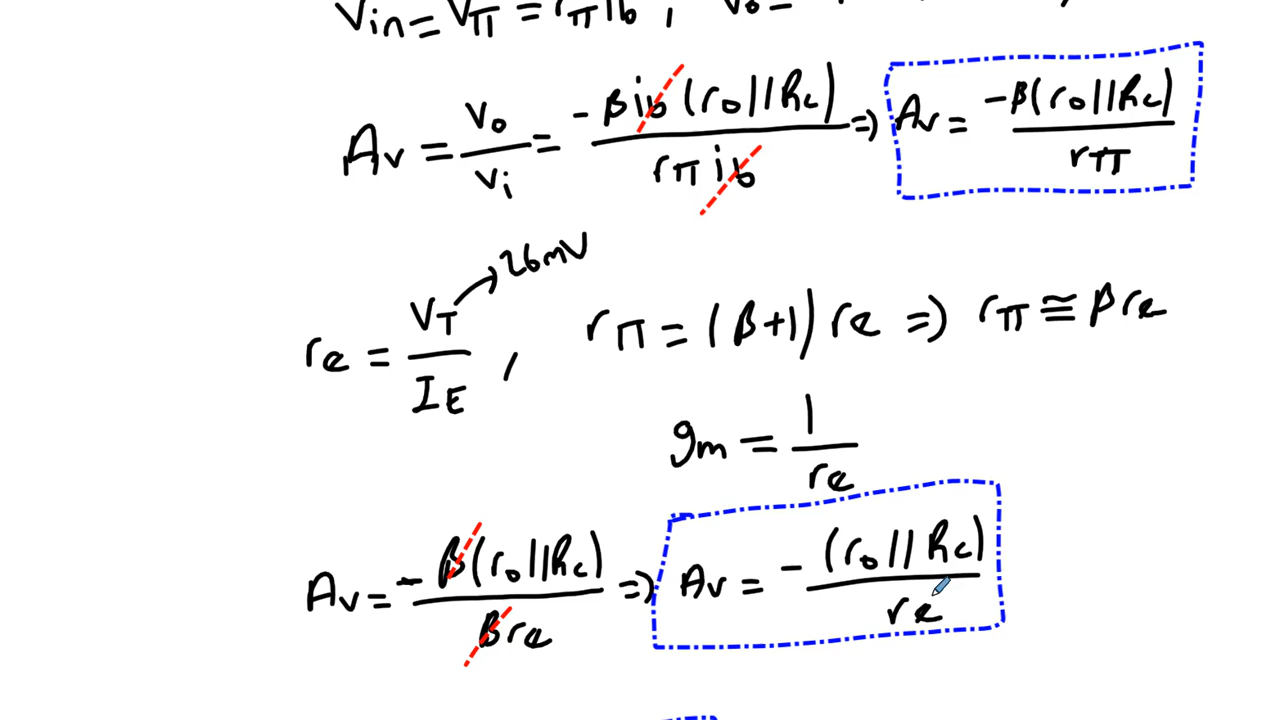 Vin = Vπ = rπ ib ,
Av = vo/vi = -β ib (ro//Rc)/rπ ib ⇒ Av = -β(ro//Rc)/rπ
re = VT/IE , → 26mV rπ = (β+1) re ⇒ rπ ≅ β re
gm = 1/re
Av = -β(ro//Rc)/β re ⇒ Av = -(ro//Rc)/re